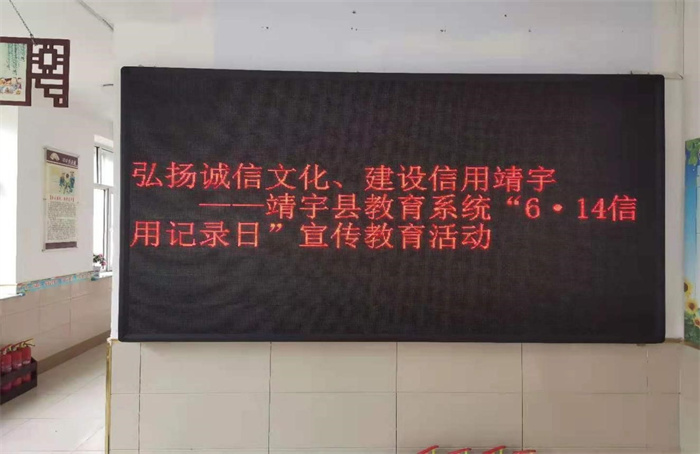 弘扬诚信文化、建设信用靖宇
——靖宇县教育系统“6·14信
用记录日”宣传教育活动